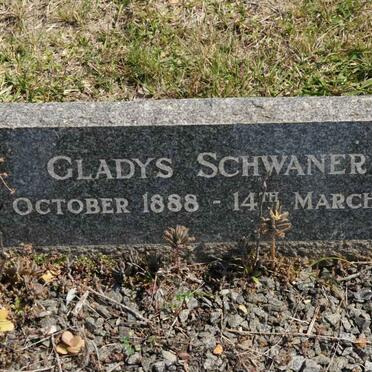 GLADYS SCHWANER
OCTOBER 1888 - 14TH MARCH